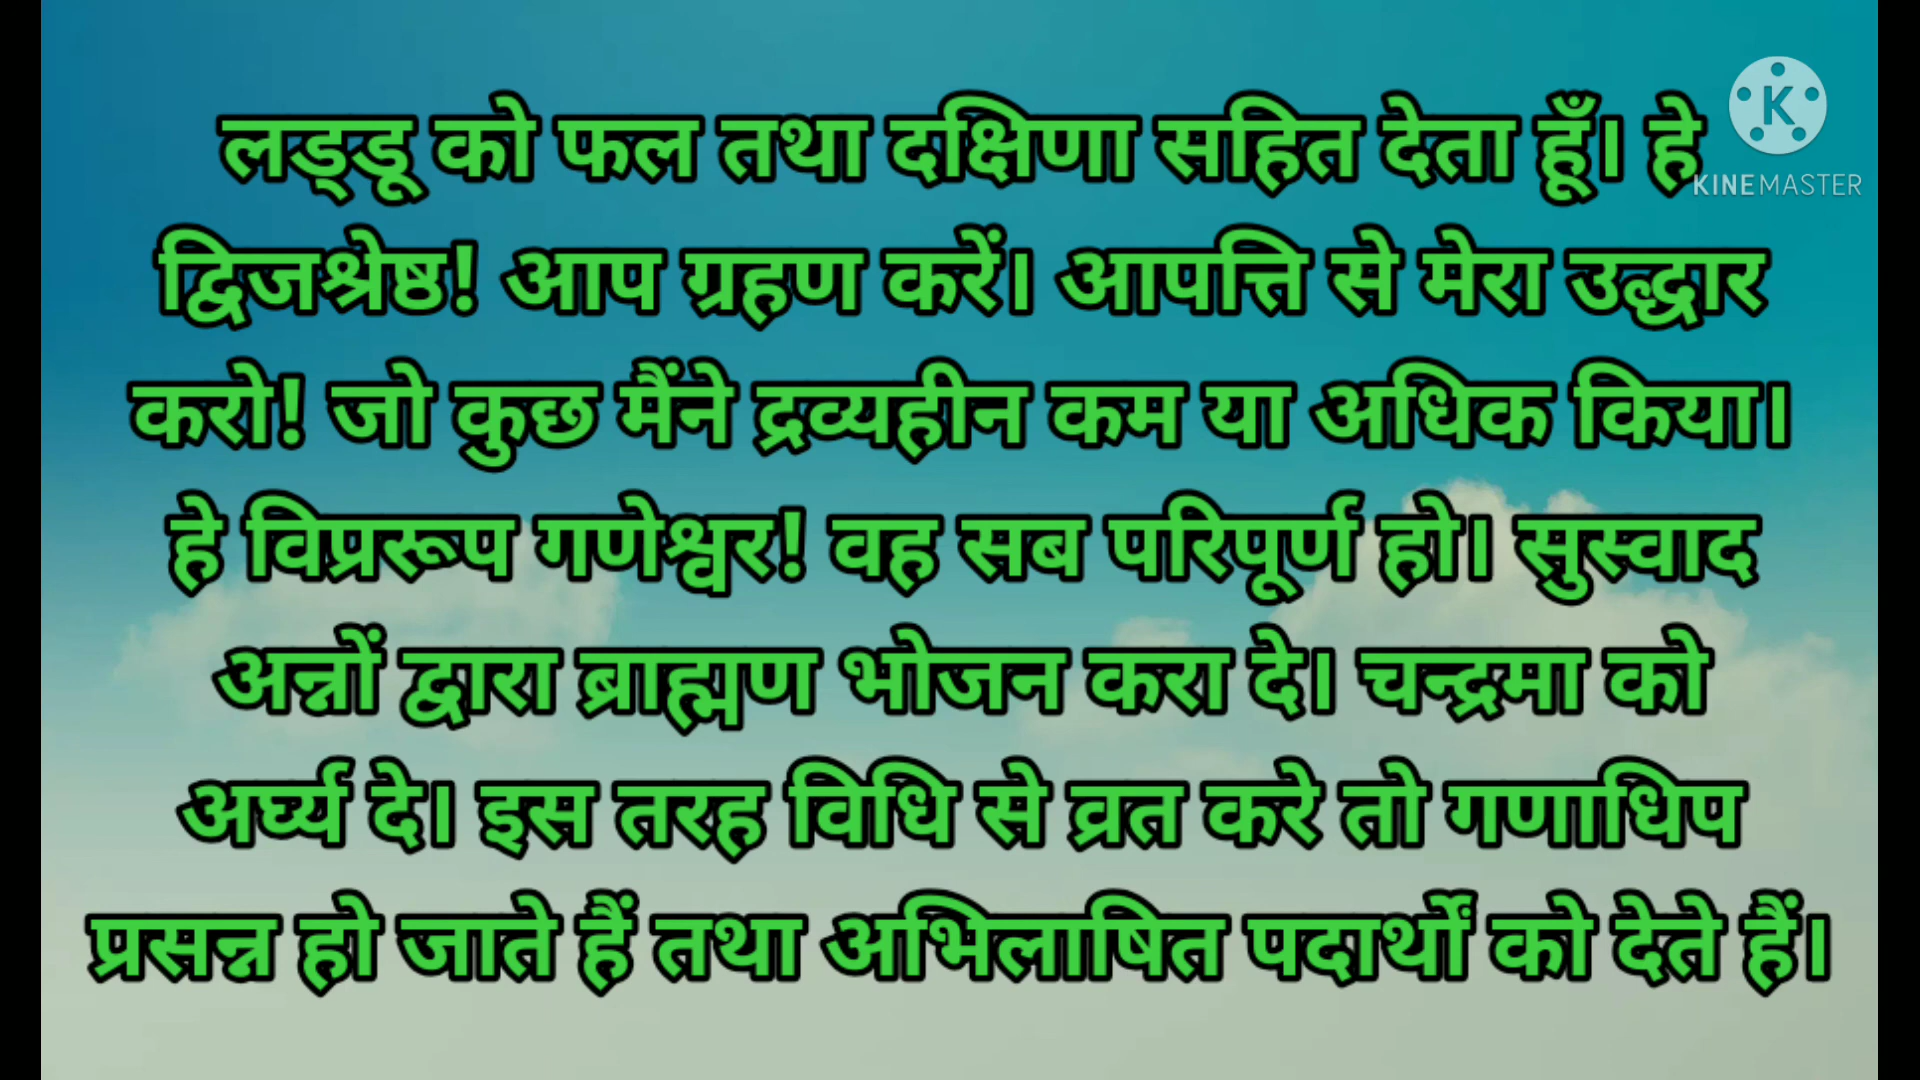 लड्डू को फल तथा दक्षिणा सहित देता हूँ। हे
द्विजश्रेष्ठ! आप ग्रहण करें। आपत्ति से मेरा उद्धार
करो! जो कुछ मैंने द्रव्यहीन कम या अधिक किया।
हे विप्ररूप गणेश्वर! वह सब परिपूर्ण हो। सुस्वाद
अन्नों द्वारा ब्राह्मण भोजन करा दे। चन्द्रमा को
अर्घ्य दे। इस तरह विधि से व्रत करे तो गणाधिप
प्रसन्न हो जाते हैं तथा अभिलाषित पदार्थों को देते हैं।
K
KINEMASTER